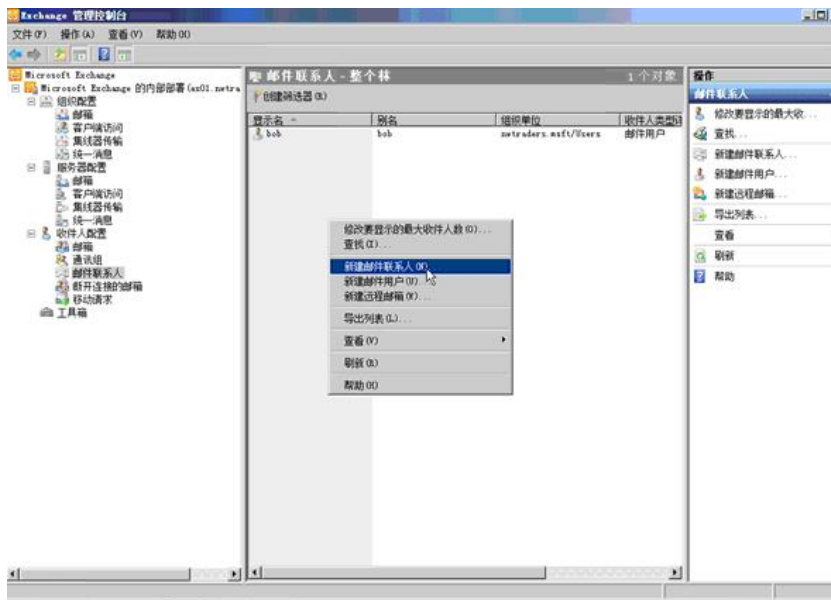 Exchange 管理控制台
文件(F) 操作(A) 查看(V) 帮助(H)
Microsoft Exchange
Microsoft Exchange 的内部部署 (ex01.netra
组织配置
邮箱
客户端访问
集线器传输
统一消息
服务器配置
邮箱
客户端访问
集线器传输
统一消息
收件人配置
邮箱
通讯组
邮件联系人
断开连接的邮箱
移动请求
工具箱
邮件联系人 - 整个林 1 个对象
创建筛选器(R)
显示名 别名 组织单位 收件人类型详
bob bob netraders.msft/Users 邮件用户
修改要显示的最大收件人数(O)...
查找(I)...
新建邮件联系人(N)...
新建邮件用户(U)...
新建远程邮箱(W)...
导出列表(L)...
查看(V)
刷新(R)
帮助(H)
操作
邮件联系人
修改要显示的最大收...
查找...
新建邮件联系人...
新建邮件用户...
新建远程邮箱...
导出列表...
查看
刷新
帮助